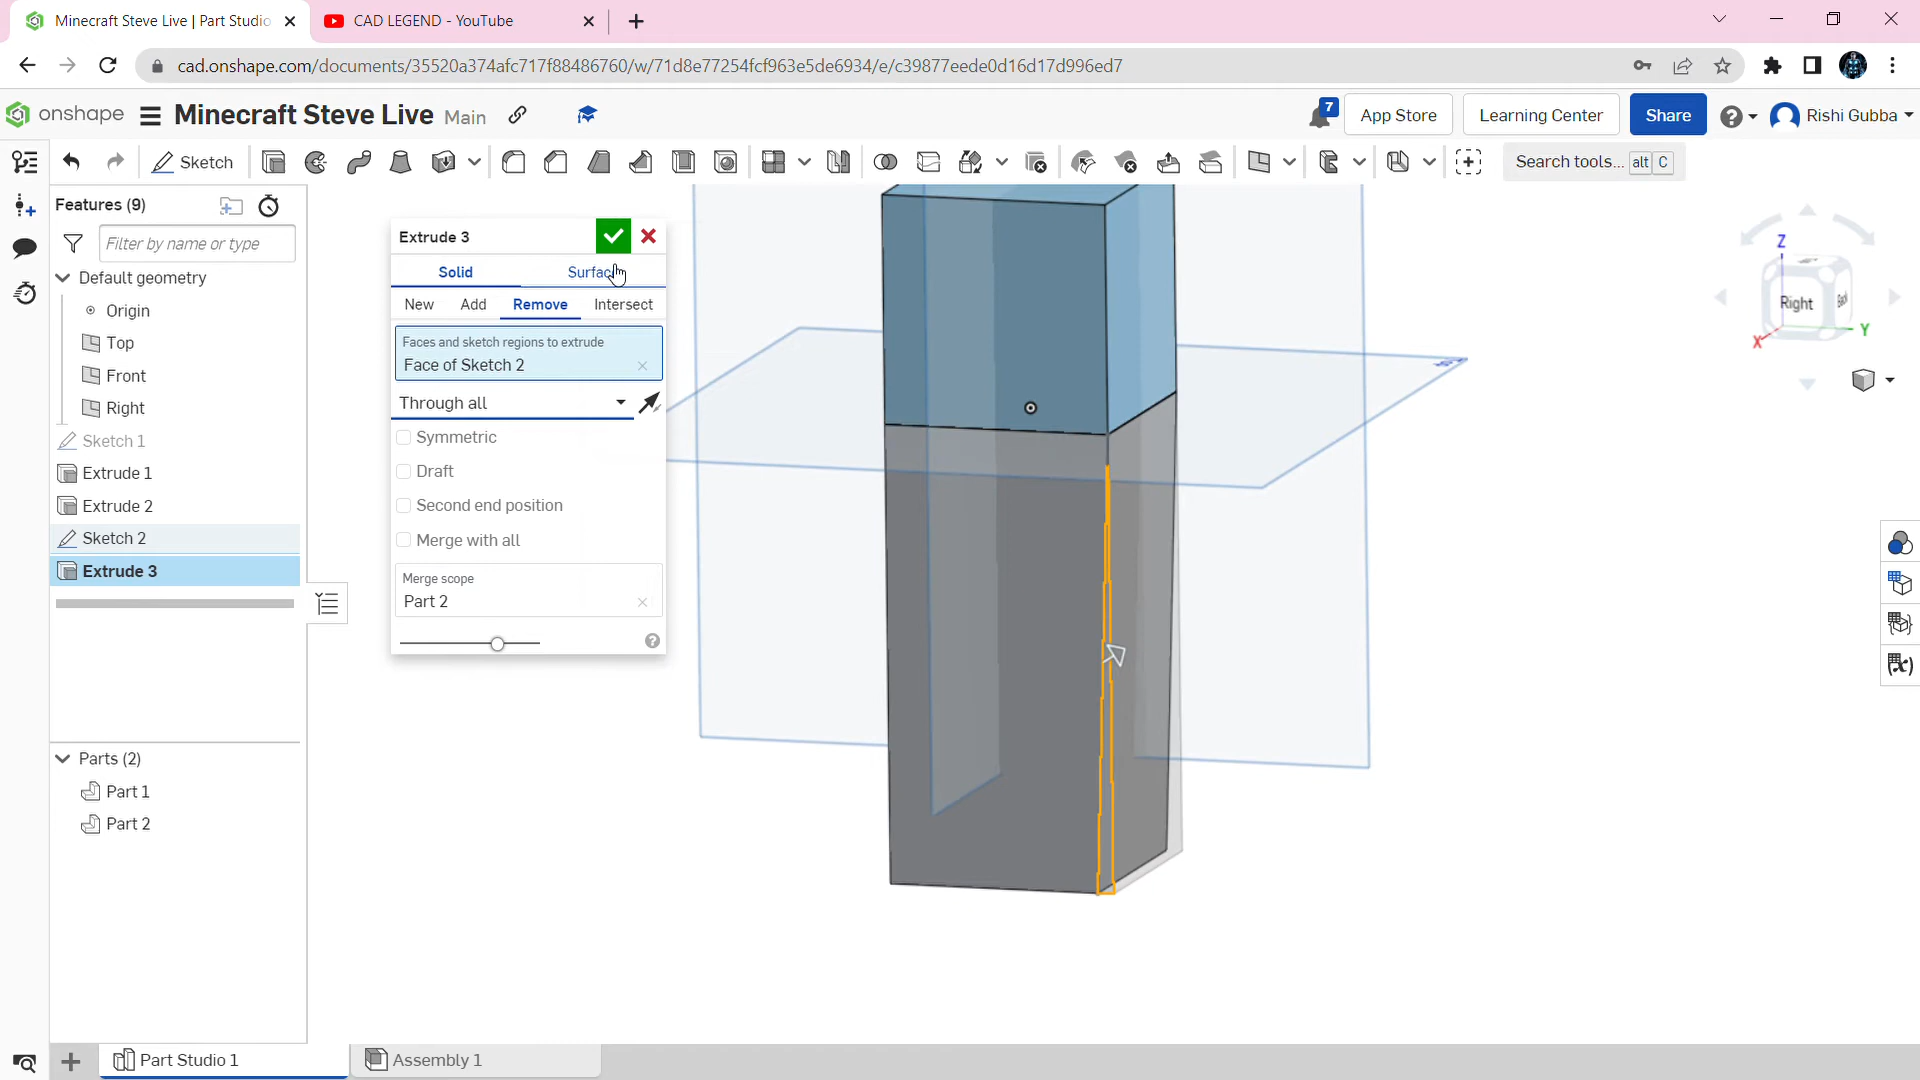 Minecraft Steve Live | Part Studio
CAD LEGEND - YouTube
cad.onshape.com/documents/35520a374afc717f88486760/w/71d8e77254fcf963e5de6934/e/c39877eede0d16d17d996ed7
onshape
Minecraft Steve Live Main
7
App Store
Learning Center
Share
Rishi Gubba
Sketch
Search tools... alt C
Features (9)
Filter by name or type
Default geometry
Origin
Top
Front
Right
Sketch 1
Extrude 1
Extrude 2
Sketch 2
Extrude 3
Parts (2)
Part 1
Part 2
Extrude 3
Solid
New Add Remove Intersect
Faces and sketch regions to extrude
Face of Sketch 2
Through all
Symmetric
Draft
Second end position
Merge with all
Merge scope
Part 2
Z
Right
Back
Y
X
Part Studio 1
Assembly 1